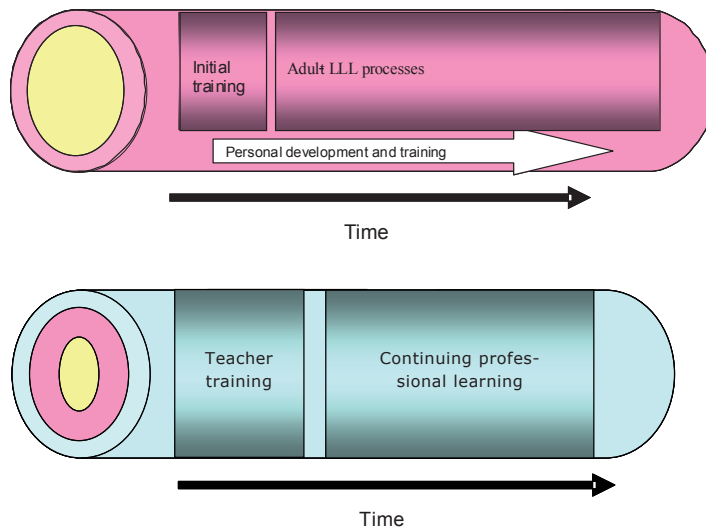 Initial
training
Adult LLL processes
Personal development and training
Time
Teacher
training
Continuing profes-
sional learning
Time